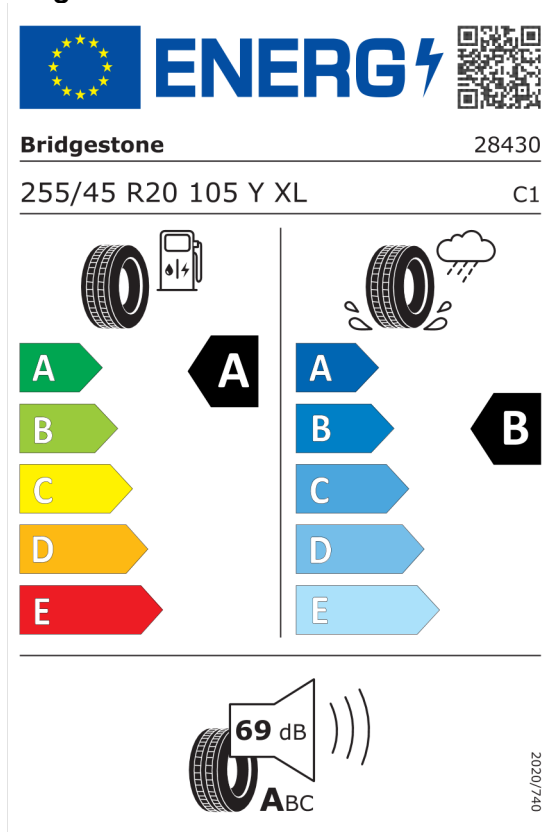 ENERG
Bridgestone 28430
255/45 R20 105 Y XL C1
A A A
B B B
C C
D D
E E
69 dB
ABC
2020/740